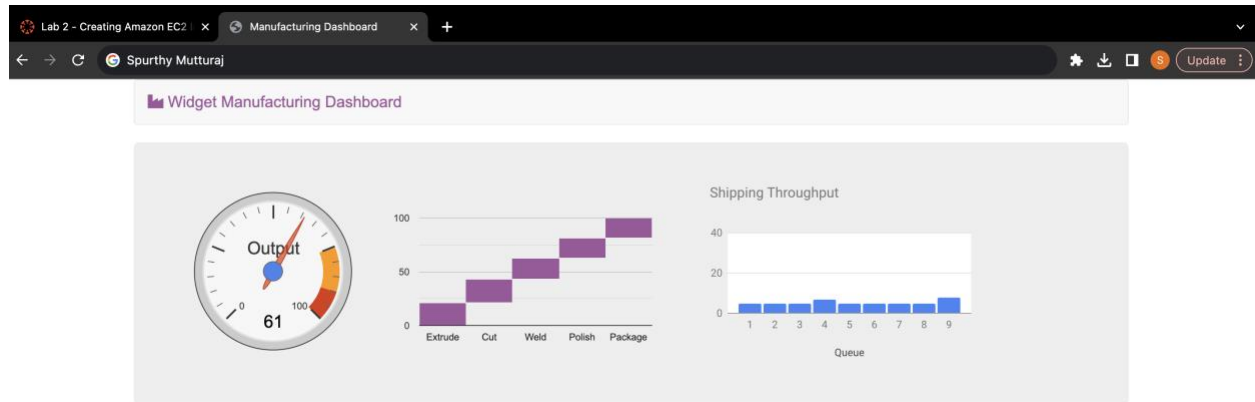 Lab 2 - Creating Amazon EC2
Manufacturing Dashboard
Spurthy Mutturaj
S
Update
Widget Manufacturing Dashboard
Output
0
100
61
100
50
0
Extrude Cut Weld Polish Package
Shipping Throughput
40
20
0
1 2 3 4 5 6 7 8 9
Queue